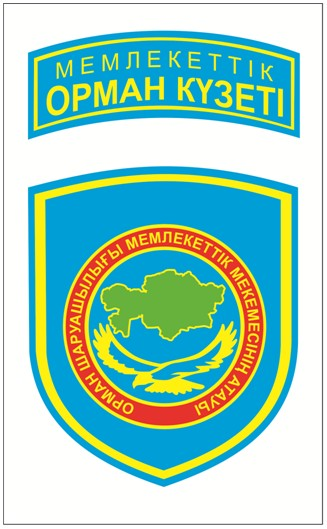 МЕМЛЕКЕТТІК
ОРМАН КҮЗЕТІ
ОРМАН ШАРУАШЫЛЫҒЫ МЕМЛЕКЕТТІК МЕКЕМЕСІНІҢ АТАУЫ